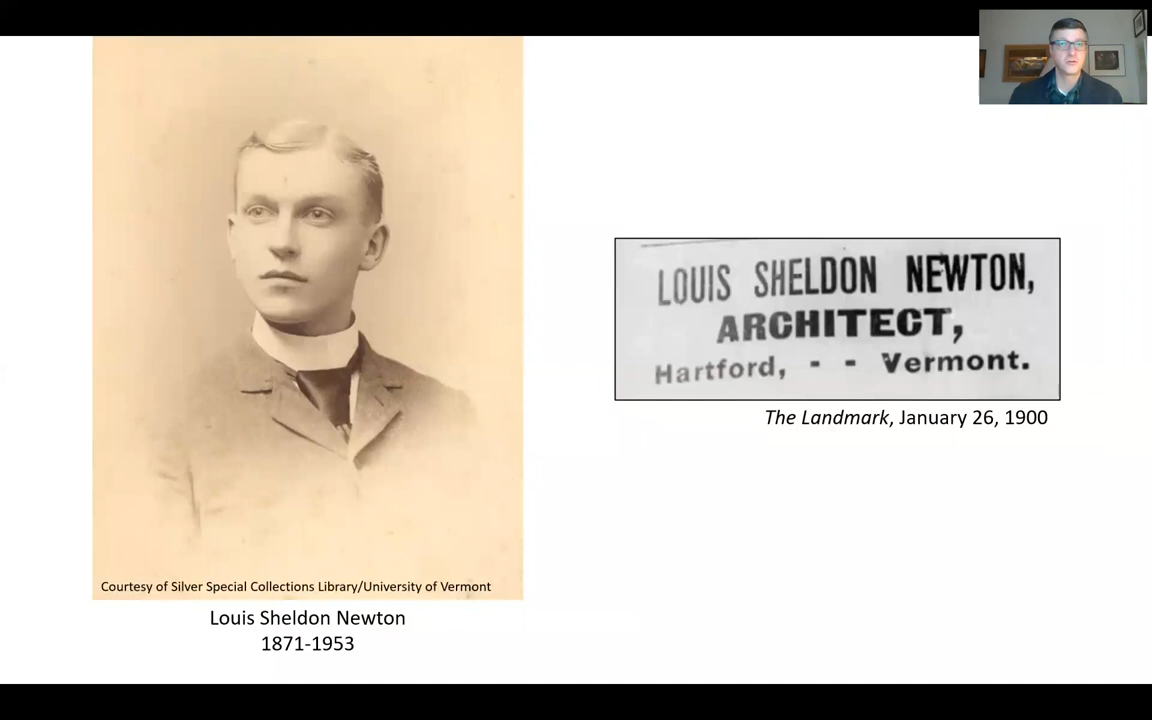 Courtesy of Silver Special Collections Library/University of Vermont
Louis Sheldon Newton
1871-1953
LOUIS SHELDON NEWTON,
ARCHITECT,
Hartford, - - Vermont.
The Landmark, January 26, 1900